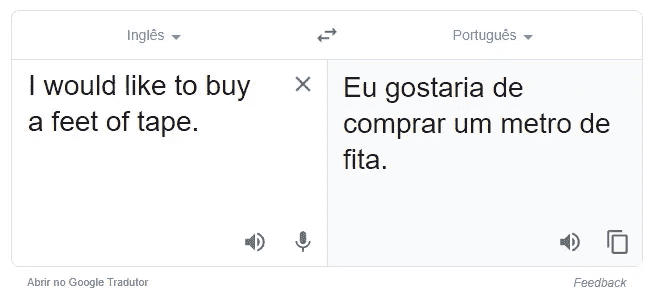 Inglês
Português
I would like to buy
a feet of tape.
Eu gostaria de
comprar um metro de
fita.
Abrir no Google Tradutor
Feedback